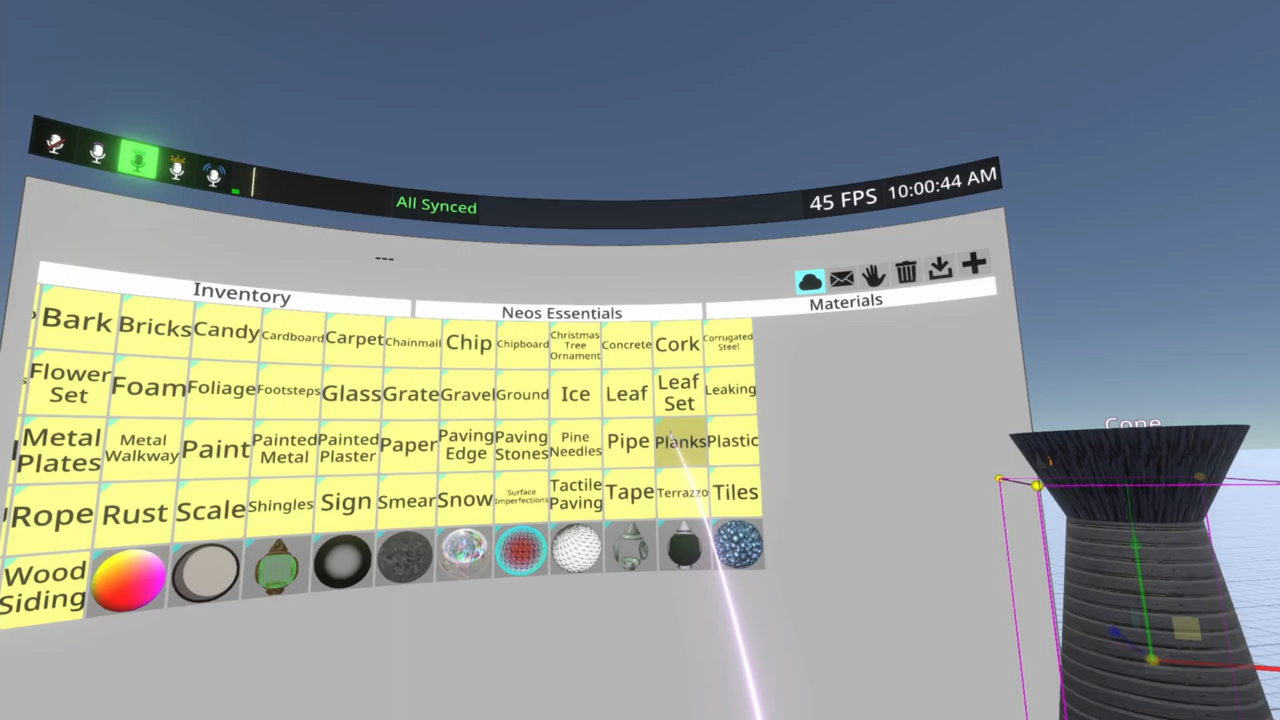 All Synced
45 FPS
10:00:44 AM
---
Inventory
Neos Essentials
Materials
Bark
Bricks
Candy
Cardboard
Carpet
Chainmail
Chip
Chipboard
Christmas
Tree
Ornament
Concrete
Cork
Corrugated
Steel
Flower
Set
Foam
Foliage
Footsteps
Glass
Grate
Gravel
Ground
Ice
Leaf
Leaf
Set
Leaking
Metal
Plates
Metal
Walkway
Paint
Painted
Metal
Painted
Plaster
Paper
Paving
Edge
Paving
Stones
Pine
Needles
Pipe
Planks
Plastic
Rope
Rust
Scale
Shingles
Sign
Smear
Snow
Surface
Imperfections
Tactile
Paving
Tape
Terrazzo
Tiles
Wood
Siding
Cone